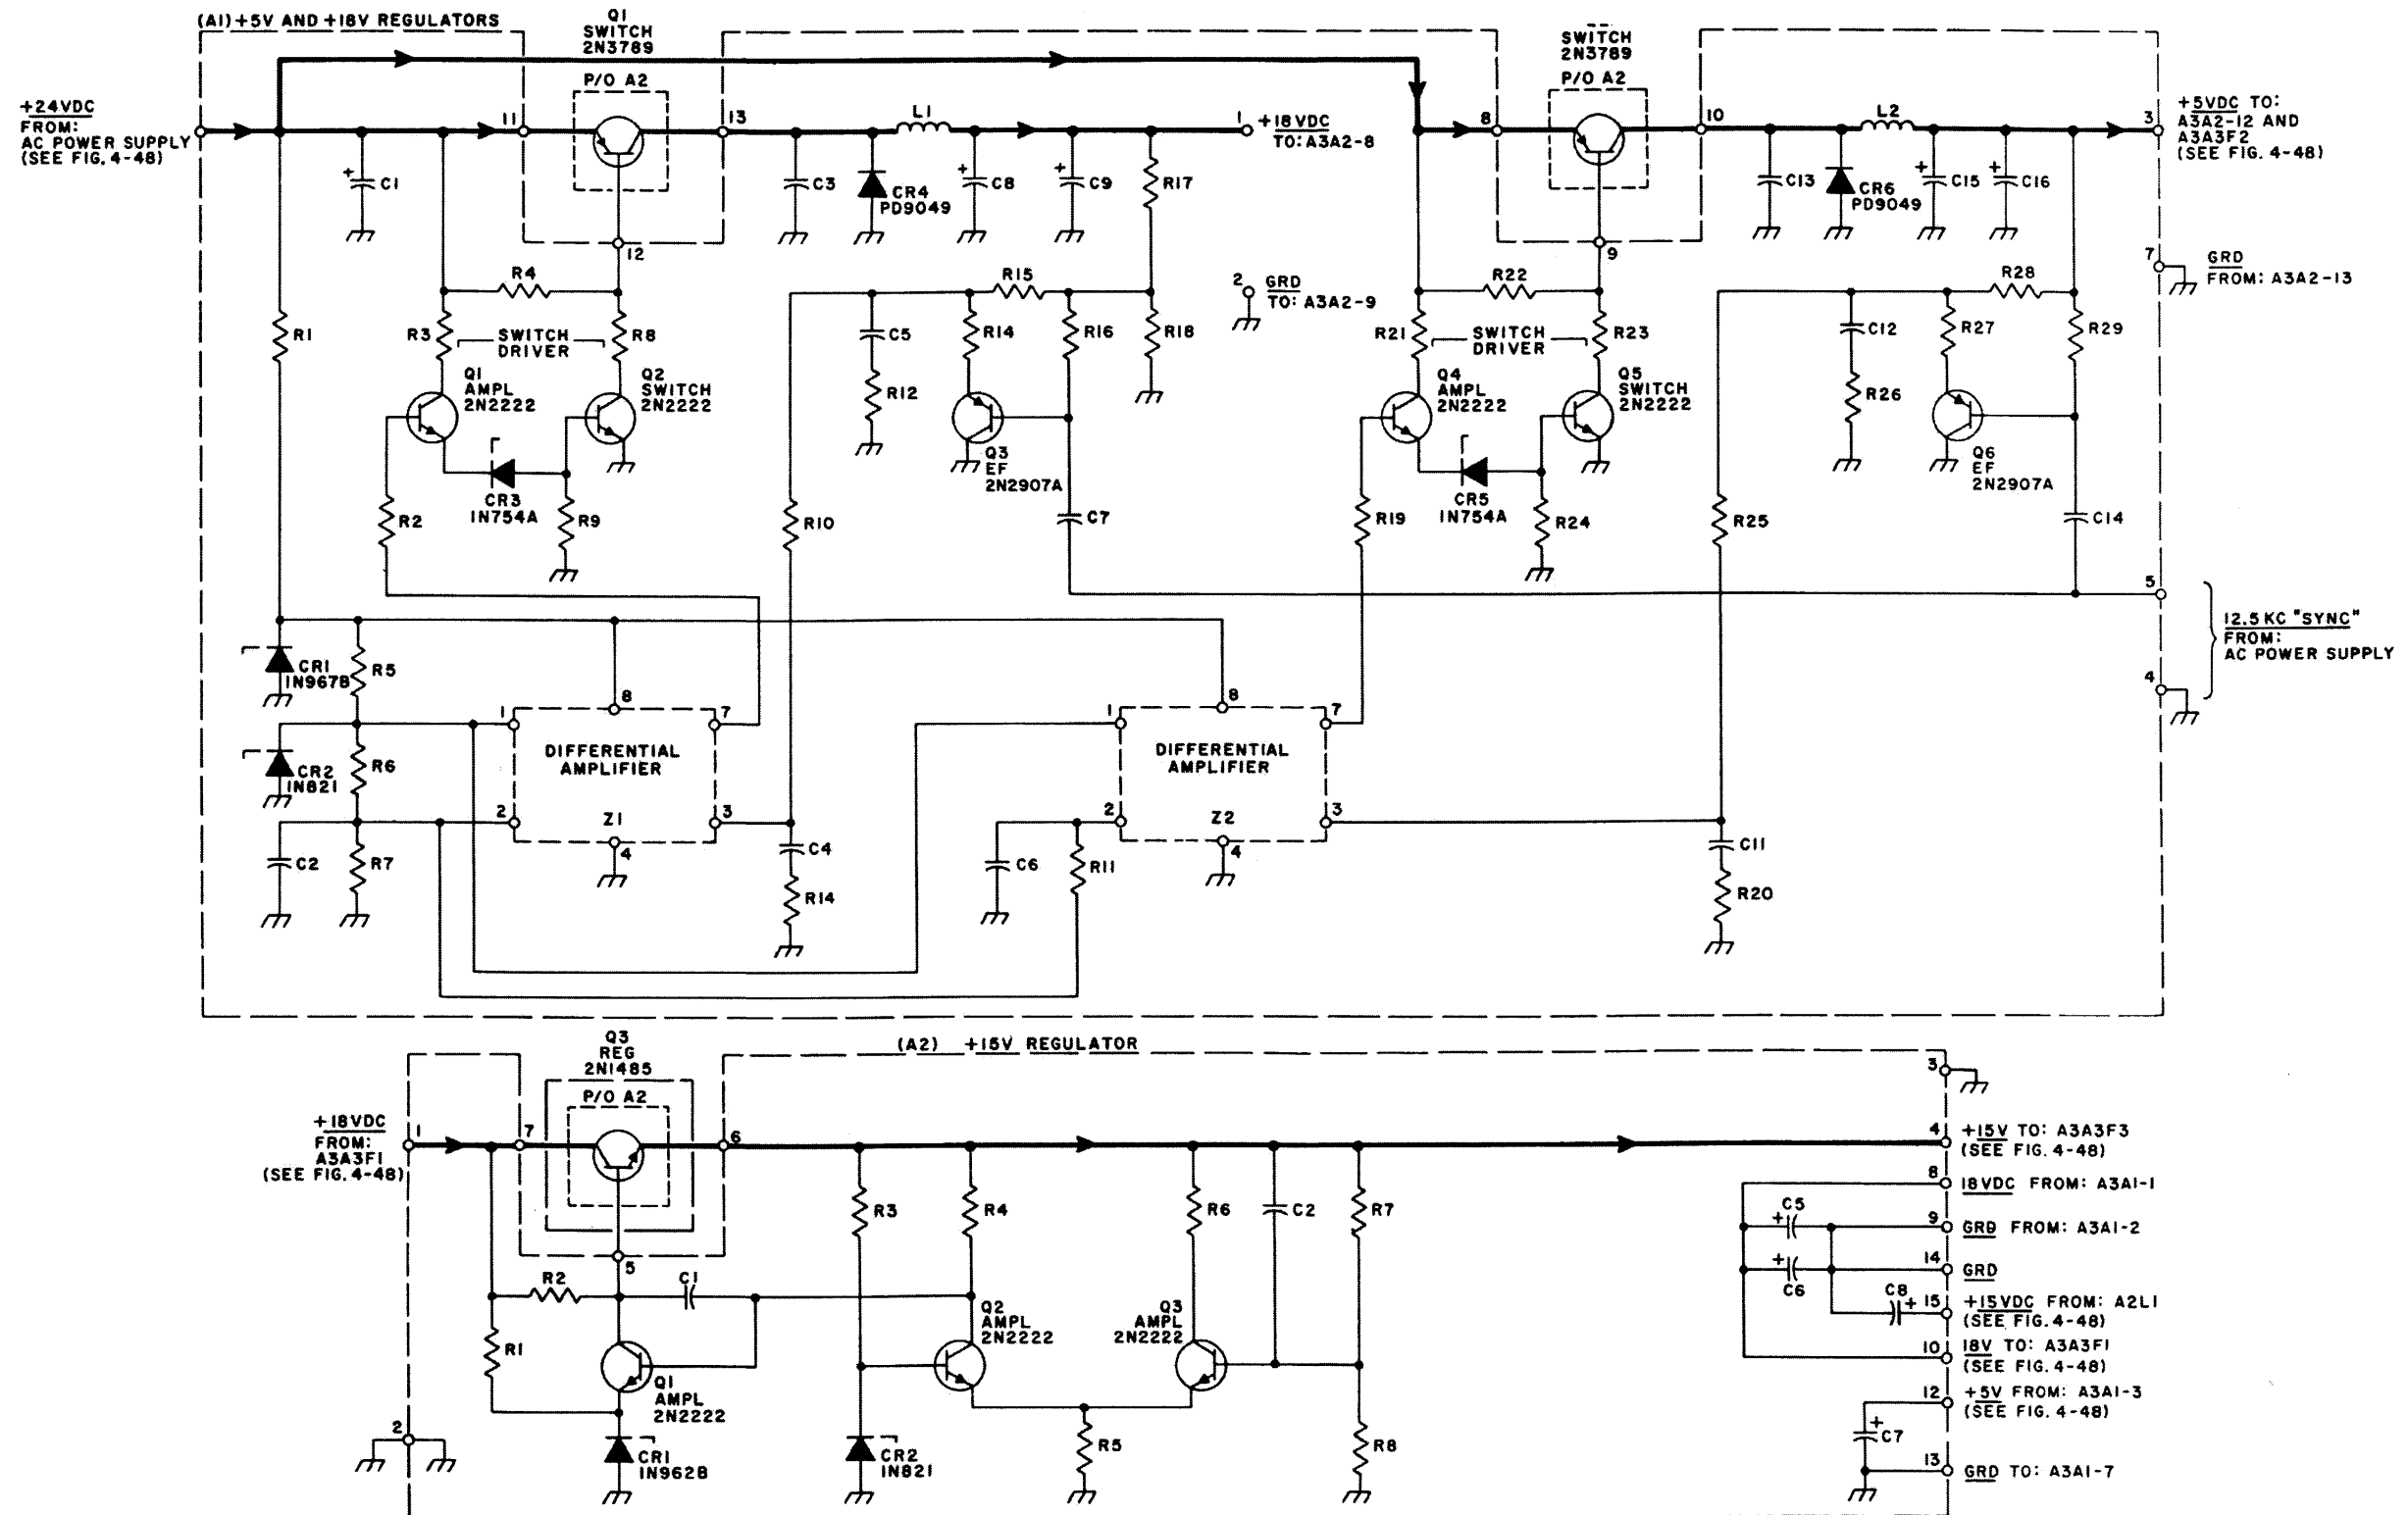 (A1)+5V AND +18V REGULATORS
Q1
SWITCH
2N3789
P/O A2
SWITCH
2N3789
P/O A2
+24VDC
FROM:
AC POWER SUPPLY
(SEE FIG. 4-48)
11
13
L1
1
+18 VDC
TO: A3A2-8
8
10
L2
3
+5VDC TO:
A3A2-12 AND
A3A3F2
(SEE FIG. 4-48)
+
C1
C3
CR4
PD9049
+
C8
+
C9
R17
C13
CR6
PD9049
+
C15
+
C16
12
9
7
GRD
FROM: A3A2-13
R4
R15
2
GRD
TO: A3A2-9
R22
R28
R1
R3
SWITCH
DRIVER
R8
C5
R14
R16
R18
R21
SWITCH
DRIVER
R23
C12
R27
R29
Q1
AMPL
2N2222
Q2
SWITCH
2N2222
R12
Q4
AMPL
2N2222
Q5
SWITCH
2N2222
R26
Q3
EF
2N2907A
Q6
EF
2N2907A
CR3
1N754A
R2
R9
R10
C7
CR5
1N754A
R19
R24
R25
C14
5
12.5 KC "SYNC"
FROM:
AC POWER SUPPLY
4
CR1
1N967B
R5
8
8
1
7
1
7
DIFFERENTIAL
AMPLIFIER
DIFFERENTIAL
AMPLIFIER
CR2
1N821
R6
2
Z1
3
2
Z2
3
4
4
C2
R7
C4
R14
C6
R11
C11
R20
Q3
REG
2N1485
P/O A2
(A2) +15V REGULATOR
3
+18VDC
FROM:
A3A3F1
(SEE FIG. 4-48)
1
7
6
4
+15V TO: A3A3F3
(SEE FIG. 4-48)
8
18VDC FROM: A3A1-1
R3
R4
R6
C2
R7
C5
+
9
GRD FROM: A3A1-2
5
14
GRD
+
C6
R2
C1
C8
+
15
+15VDC FROM: A2L1
(SEE FIG. 4-48)
Q2
AMPL
2N2222
Q3
AMPL
2N2222
R1
10
18V TO: A3A3F1
(SEE FIG. 4-48)
Q1
AMPL
2N2222
12
+5V FROM: A3A1-3
(SEE FIG. 4-48)
2
+
C7
CR1
1N962B
CR2
1N821
R5
R8
13
GRD TO: A3A1-7